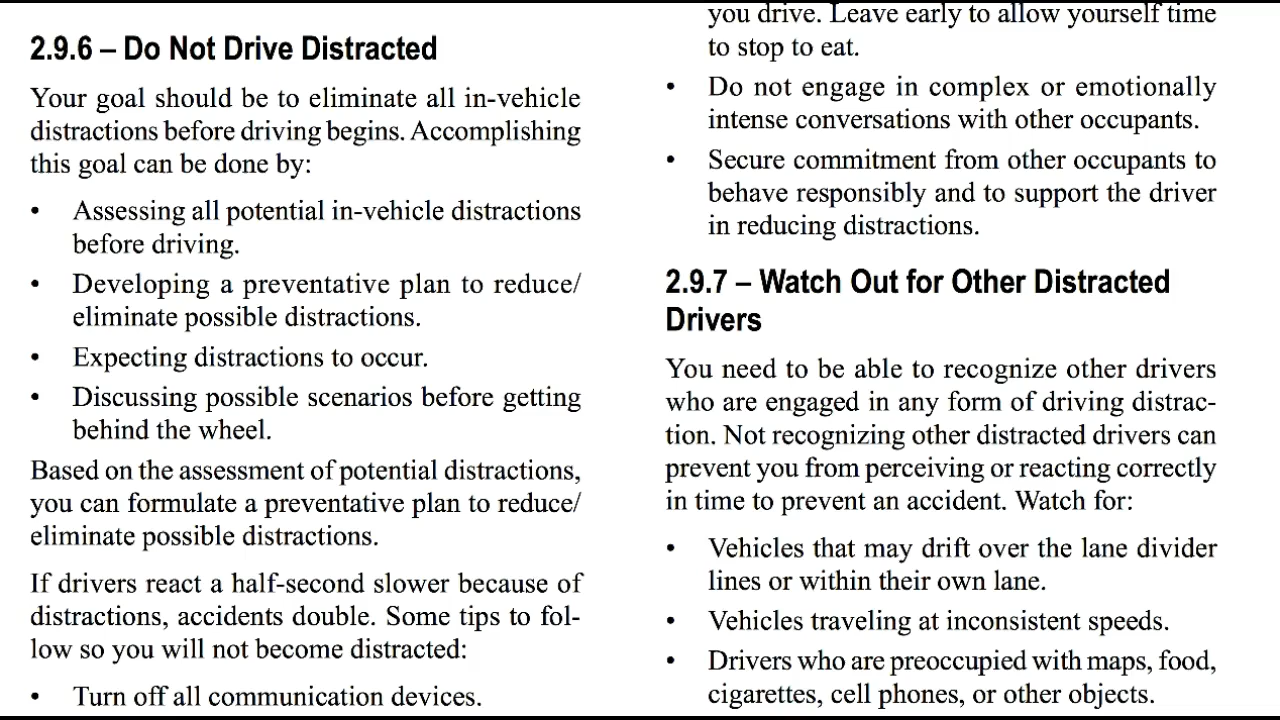 2.9.6 – Do Not Drive Distracted
Your goal should be to eliminate all in-vehicle
distractions before driving begins. Accomplishing
this goal can be done by:
• Assessing all potential in-vehicle distractions
before driving.
• Developing a preventative plan to reduce/
eliminate possible distractions.
• Expecting distractions to occur.
• Discussing possible scenarios before getting
behind the wheel.
Based on the assessment of potential distractions,
you can formulate a preventative plan to reduce/
eliminate possible distractions.
If drivers react a half-second slower because of
distractions, accidents double. Some tips to fol-
low so you will not become distracted:
• Turn off all communication devices.
you drive. Leave early to allow yourself time
to stop to eat.
• Do not engage in complex or emotionally
intense conversations with other occupants.
• Secure commitment from other occupants to
behave responsibly and to support the driver
in reducing distractions.
2.9.7 – Watch Out for Other Distracted
Drivers
You need to be able to recognize other drivers
who are engaged in any form of driving distrac-
tion. Not recognizing other distracted drivers can
prevent you from perceiving or reacting correctly
in time to prevent an accident. Watch for:
• Vehicles that may drift over the lane divider
lines or within their own lane.
• Vehicles traveling at inconsistent speeds.
• Drivers who are preoccupied with maps, food,
cigarettes, cell phones, or other objects.